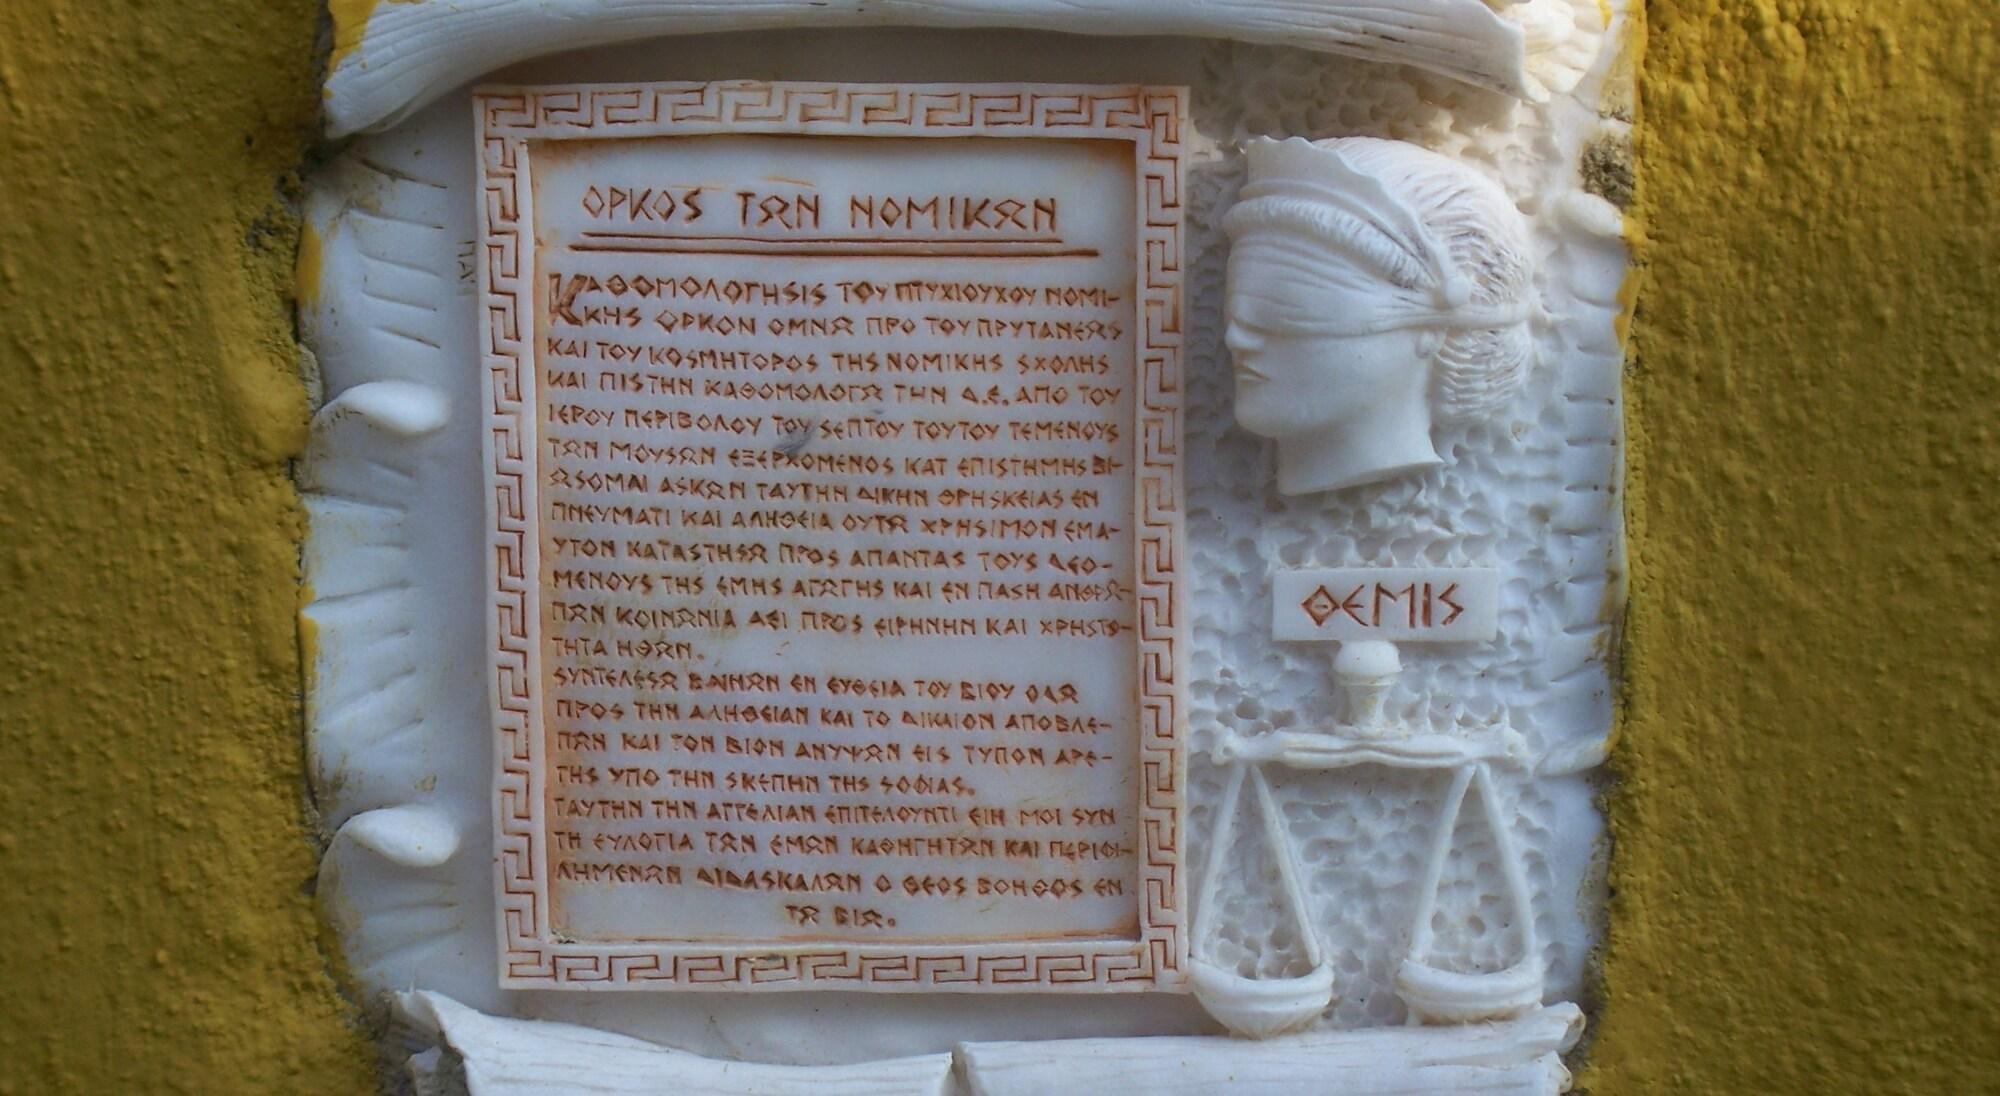 ΟΡΚΟΣ ΤΩΝ ΝΟΜΙΚΩΝ
ΚΑΘΟΜΟΛΟΓΗΣΙΣ ΤΟΥ ΠΤΥΧΙΟΥΧΟΥ ΝΟΜΙ-
ΚΗΣ ΟΡΚΟΝ ΟΜΝΩ ΠΡΟ ΤΟΥ ΠΡΥΤΑΝΕΩΣ
ΚΑΙ ΤΟΥ ΚΟΣΜΗΤΟΡΟΣ ΤΗΣ ΝΟΜΙΚΗΣ ΣΧΟΛΗΣ
ΚΑΙ ΠΙΣΤΗΝ ΚΑΘΟΜΟΛΟΓΩ ΤΗΝ Δ.Ε. ΑΠΟ ΤΟΥ
ΙΕΡΟΥ ΠΕΡΙΒΟΛΟΥ ΤΟΥ ΣΕΠΤΟΥ ΤΟΥΤΟΥ ΤΕΜΕΝΟΥΣ
ΤΩΝ ΜΟΥΣΩΝ ΕΞΕΡΧΟΜΕΝΟΣ ΚΑΤ ΕΠΙΣΤΗΜΗΣ ΒΙ-
ΩΣΟΜΑΙ ΑΣΚΩΝ ΤΑΥΤΗΝ ΔΙΚΗΝ ΘΡΗΣΚΕΙΑΣ ΕΝ
ΠΝΕΥΜΑΤΙ ΚΑΙ ΑΛΗΘΕΙΑ ΟΥΤΩ ΧΡΗΣΙΜΟΝ ΕΜΑ-
ΥΤΟΝ ΚΑΤΑΣΤΗΣΩ ΠΡΟΣ ΑΠΑΝΤΑΣ ΤΟΥΣ ΔΕΟ-
ΜΕΝΟΥΣ ΤΗΣ ΕΜΗΣ ΑΓΩΓΗΣ ΚΑΙ ΕΝ ΠΑΣΗ ΑΝΘΡΩ-
ΠΩΝ ΚΟΙΝΩΝΙΑ ΑΕΙ ΠΡΟΣ ΕΙΡΗΝΗΝ ΚΑΙ ΧΡΗΣΤΟ-
ΤΗΤΑ ΗΘΩΝ.
ΣΥΝΤΕΛΕΣΩ ΒΑΙΝΩΝ ΕΝ ΕΥΘΕΙΑ ΤΟΥ ΒΙΟΥ ΟΔΩ
ΠΡΟΣ ΤΗΝ ΑΛΗΘΕΙΑΝ ΚΑΙ ΤΟ ΔΙΚΑΙΟΝ ΑΠΟΒΛΕ-
ΠΩΝ ΚΑΙ ΤΟΝ ΒΙΟΝ ΑΝΥΨΩΝ ΕΙΣ ΤΥΠΟΝ ΑΡΕ-
ΤΗΣ ΥΠΟ ΤΗΝ ΣΚΕΠΗΝ ΤΗΣ ΣΟΦΙΑΣ.
ΤΑΥΤΗΝ ΤΗΝ ΑΓΓΕΛΙΑΝ ΕΠΙΤΕΛΟΥΝΤΙ ΕΙΗ ΜΟΙ ΣΥΝ
ΤΗ ΕΥΛΟΓΙΑ ΤΩΝ ΕΜΩΝ ΚΑΘΗΓΗΤΩΝ ΚΑΙ ΠΕΡΙΦΙ-
ΛΗΜΕΝΩΝ ΔΙΔΑΣΚΑΛΩΝ Ο ΘΕΟΣ ΒΟΗΘΟΣ ΕΝ
ΤΩ ΒΙΩ.
ΘΕΜΙΣ